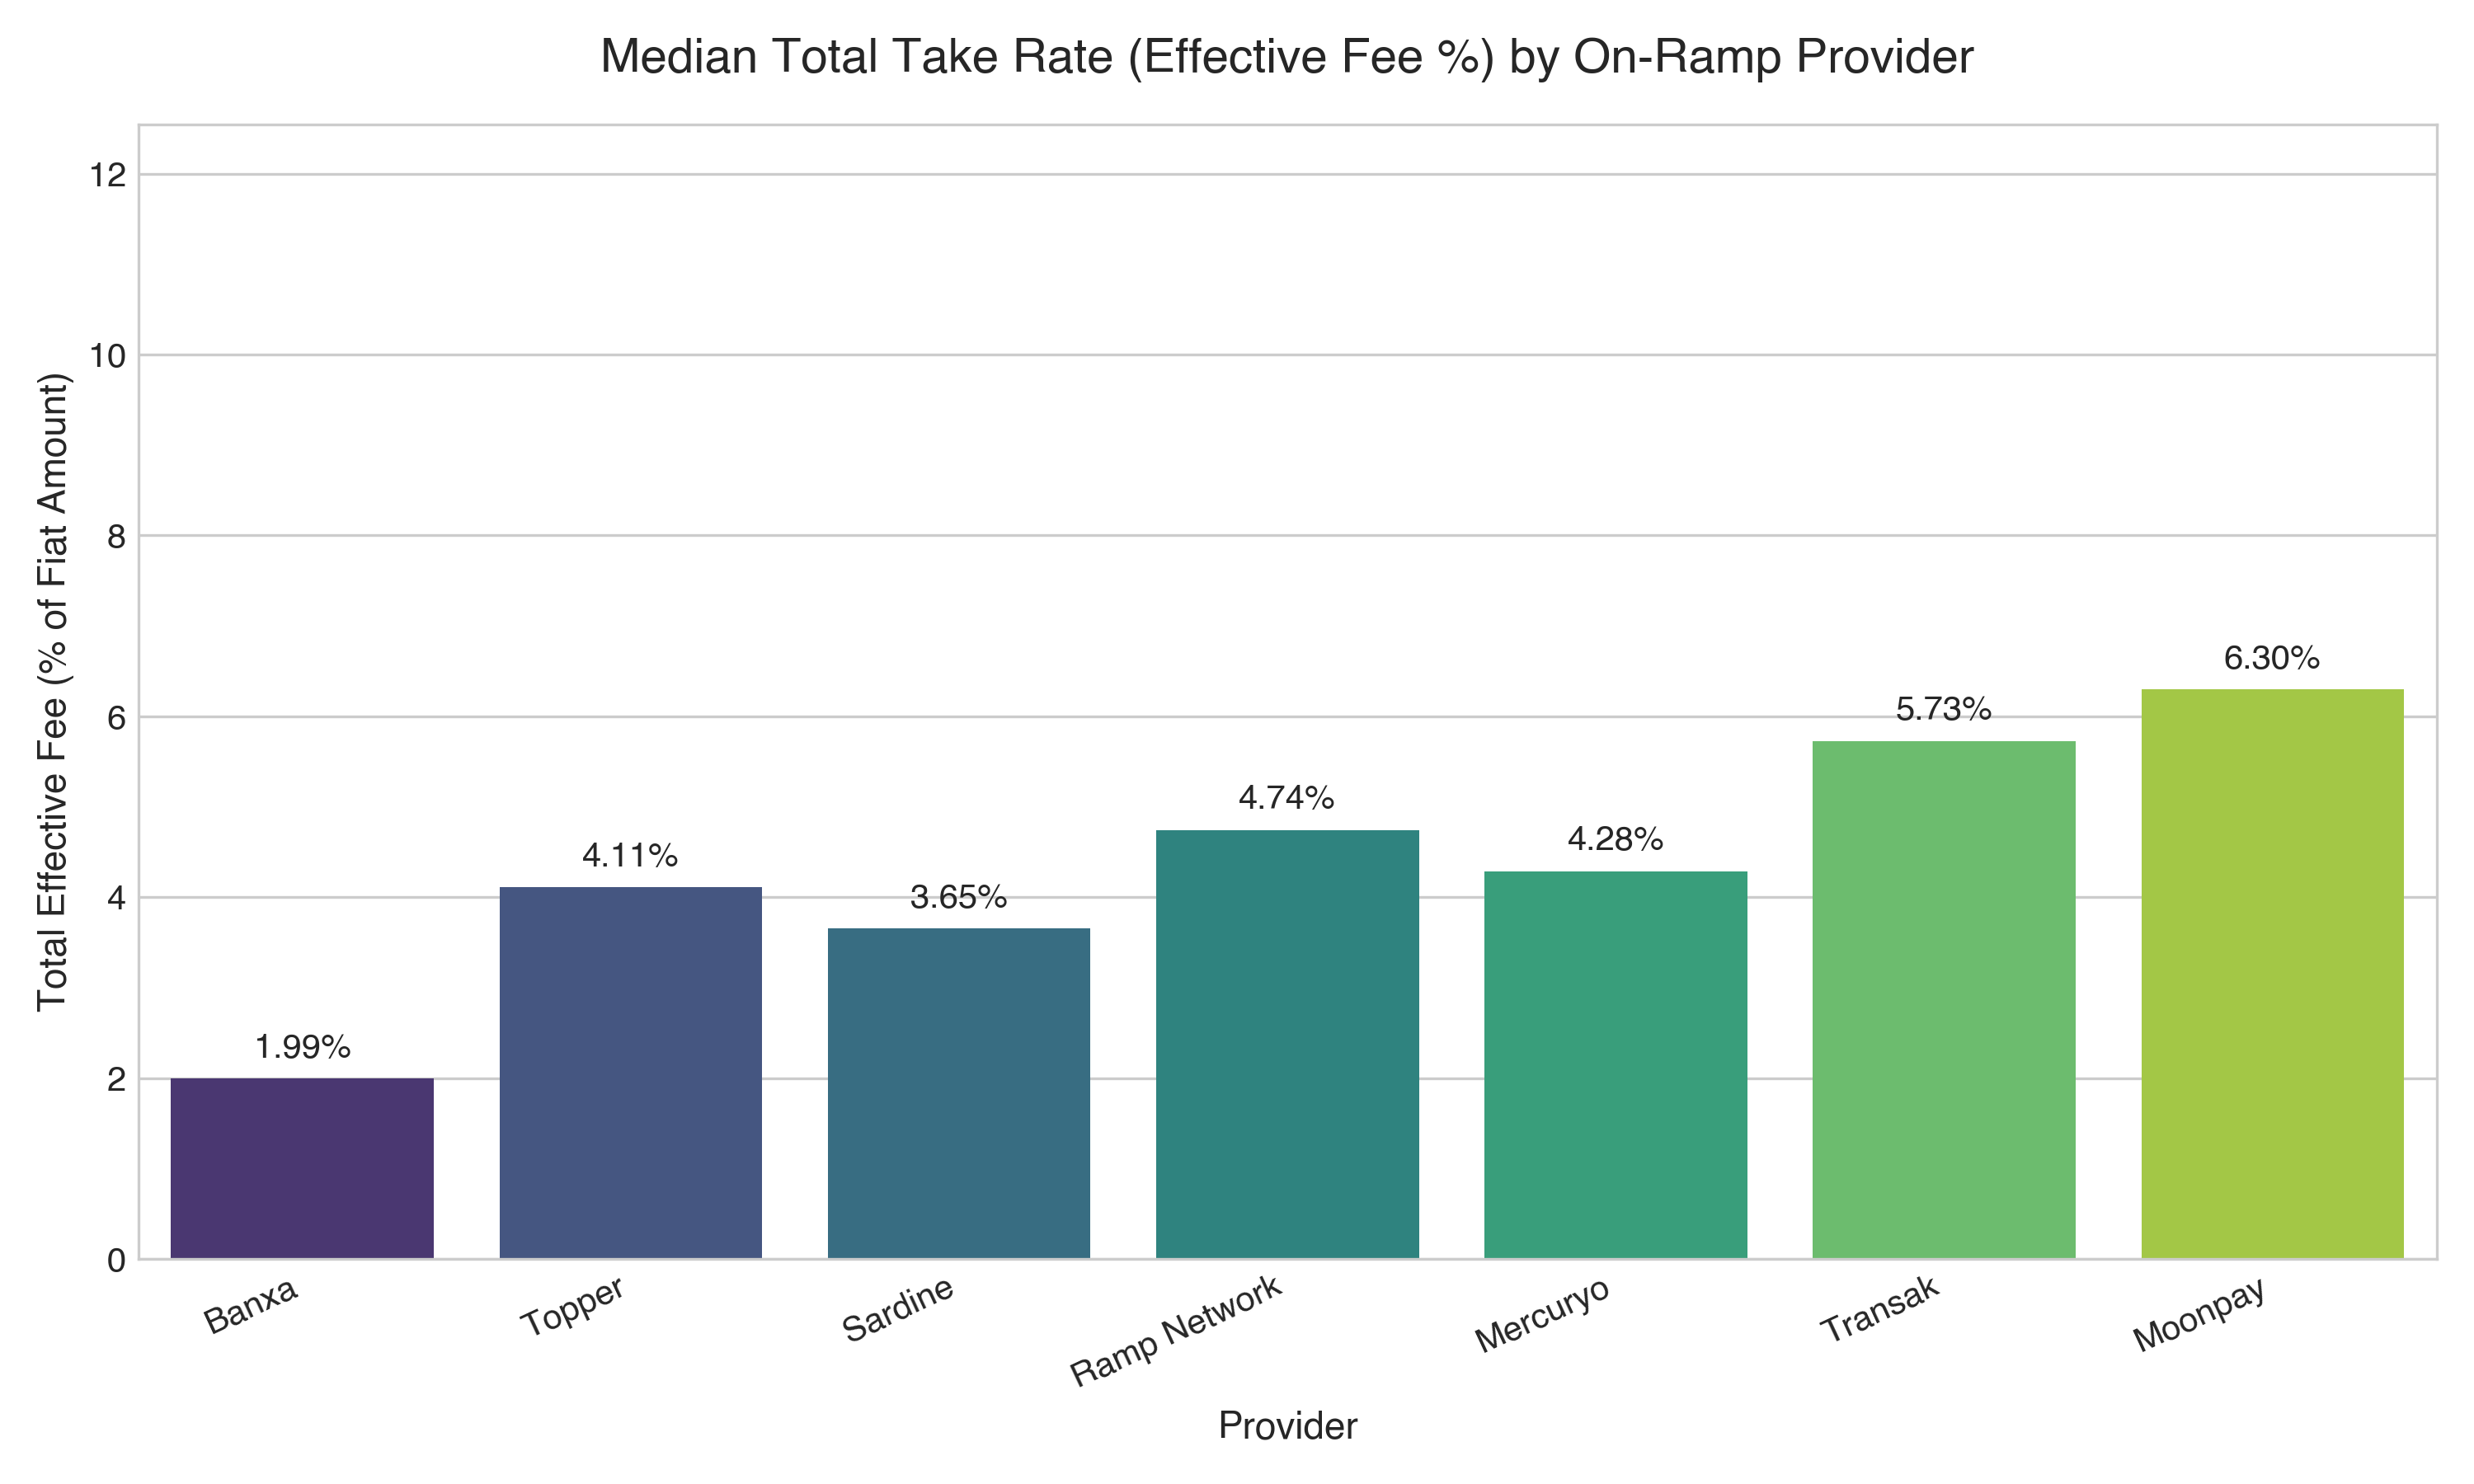 Median Total Take Rate (Effective Fee %) by On-Ramp Provider
Total Effective Fee (% of Fiat Amount)
12
10
8
6
4
2
0
1.99%
4.11%
3.65%
4.74%
4.28%
5.73%
6.30%
Banxa
Topper
Sardine
Ramp Network
Mercuryo
Transak
Moonpay
Provider